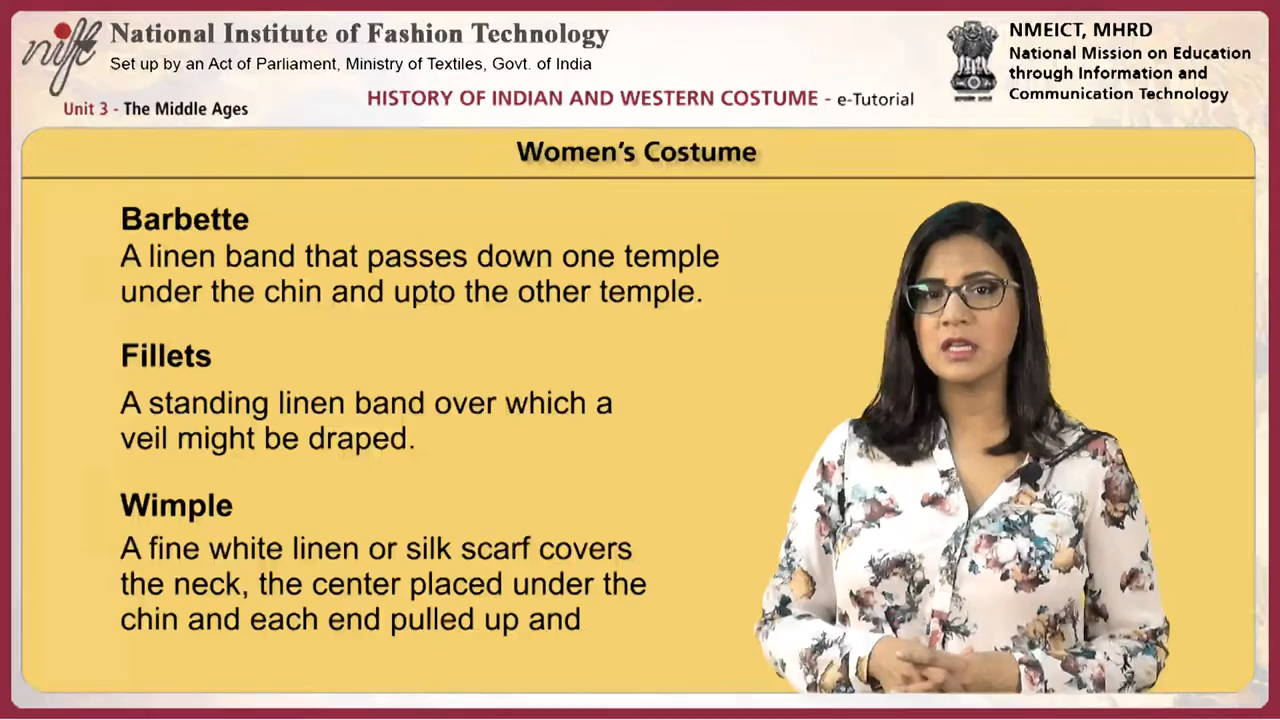 nift
National Institute of Fashion Technology
Set up by an Act of Parliament, Ministry of Textiles, Govt. of India
Unit 3 - The Middle Ages
HISTORY OF INDIAN AND WESTERN COSTUME - e-Tutorial
NMEICT, MHRD
National Mission on Education
through Information and
Communication Technology
Women's Costume
Barbette
A linen band that passes down one temple
under the chin and upto the other temple.
Fillets
A standing linen band over which a
veil might be draped.
Wimple
A fine white linen or silk scarf covers
the neck, the center placed under the
chin and each end pulled up and